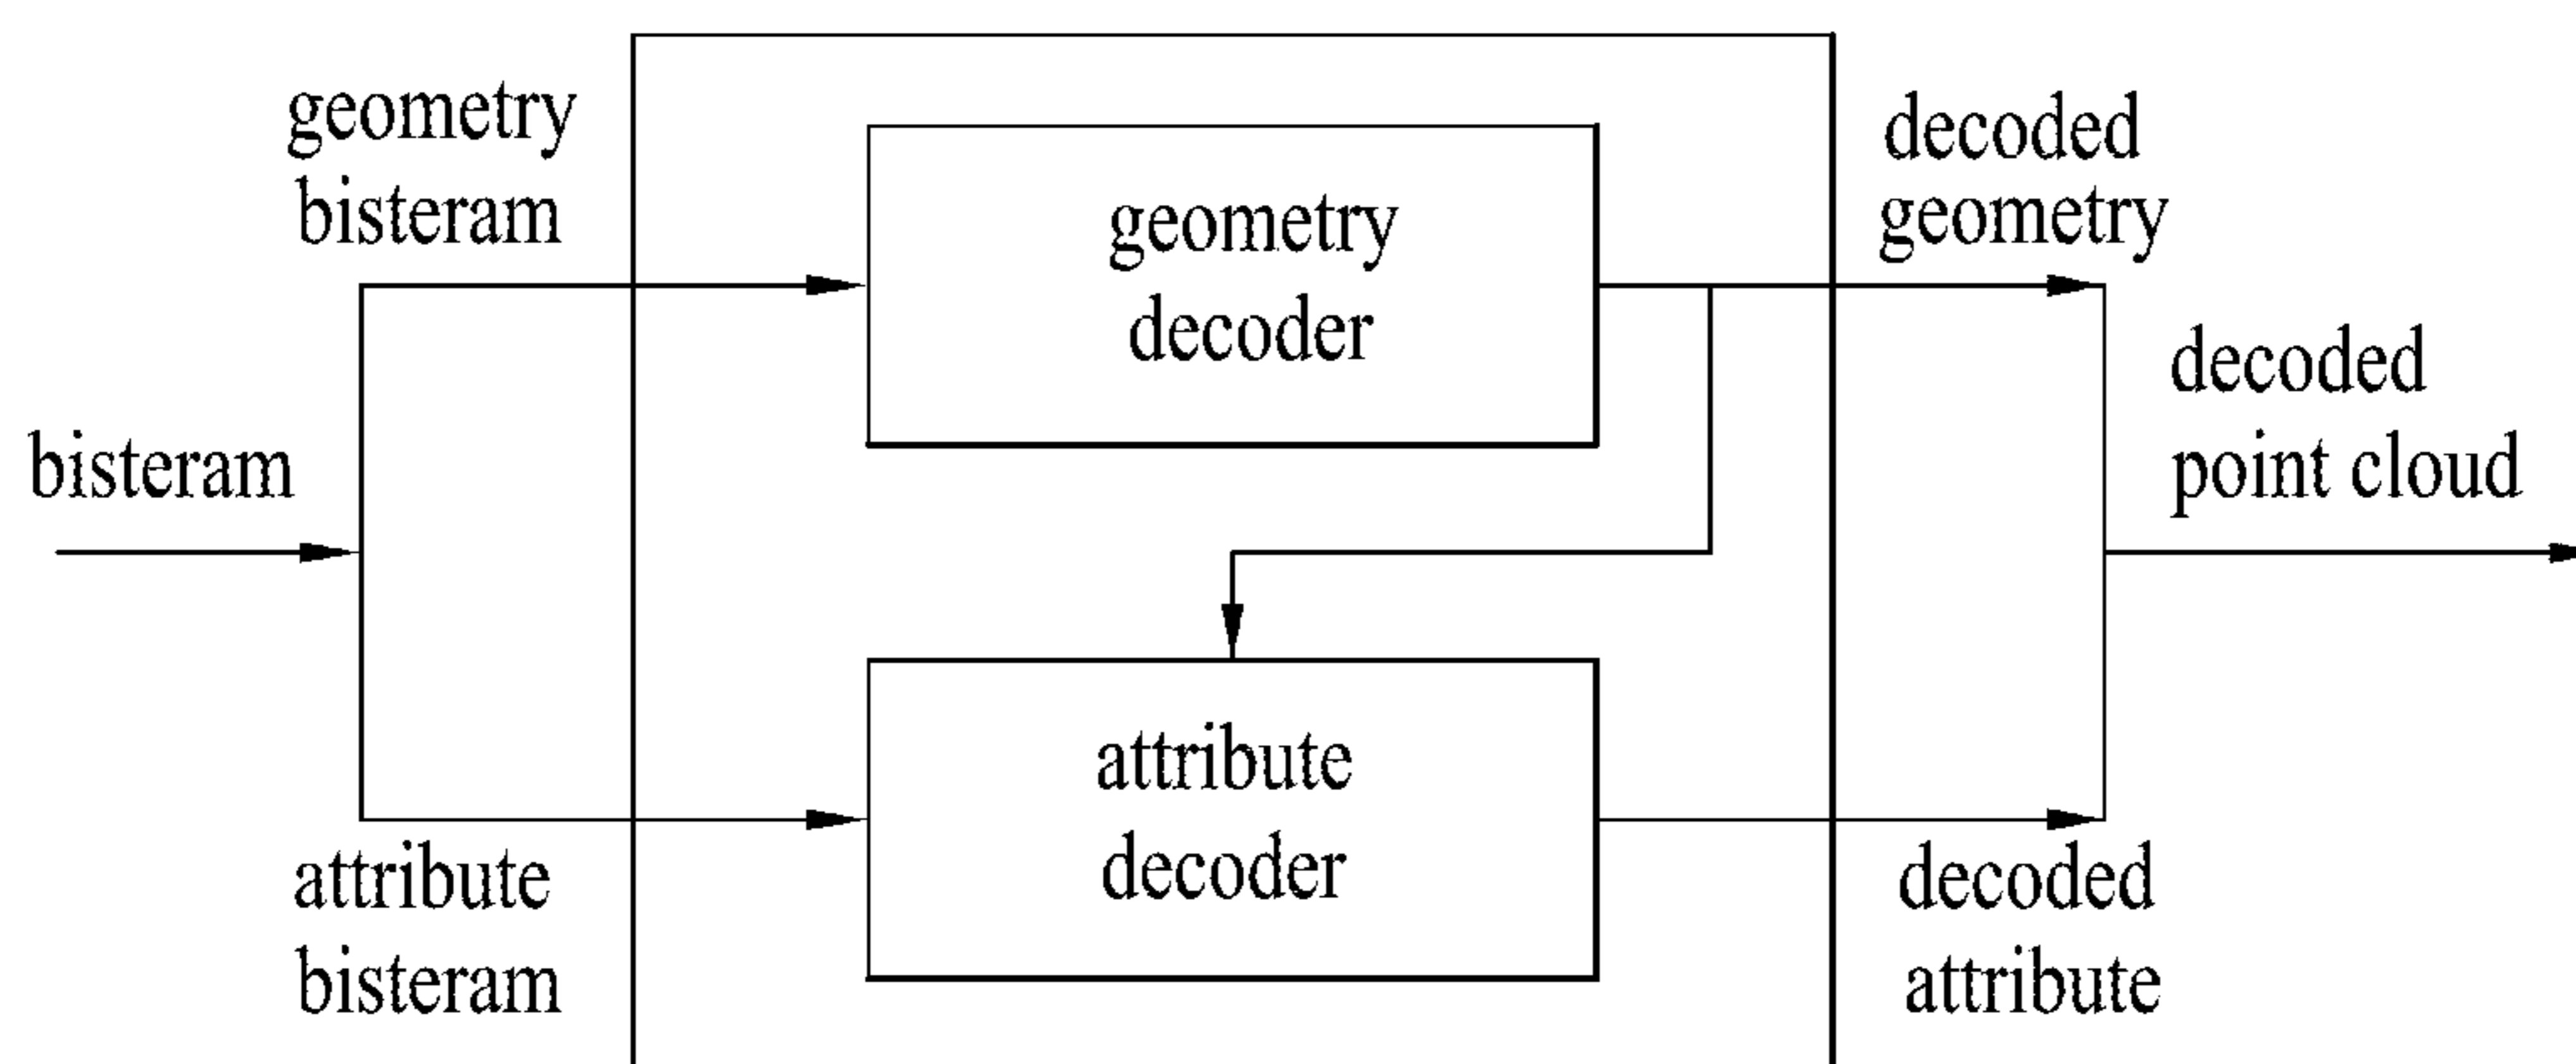 geometry
bisteram
geometry
decoder
decoded
geometry
bisteram
decoded
point cloud
attribute
decoder
attribute
bisteram
decoded
attribute